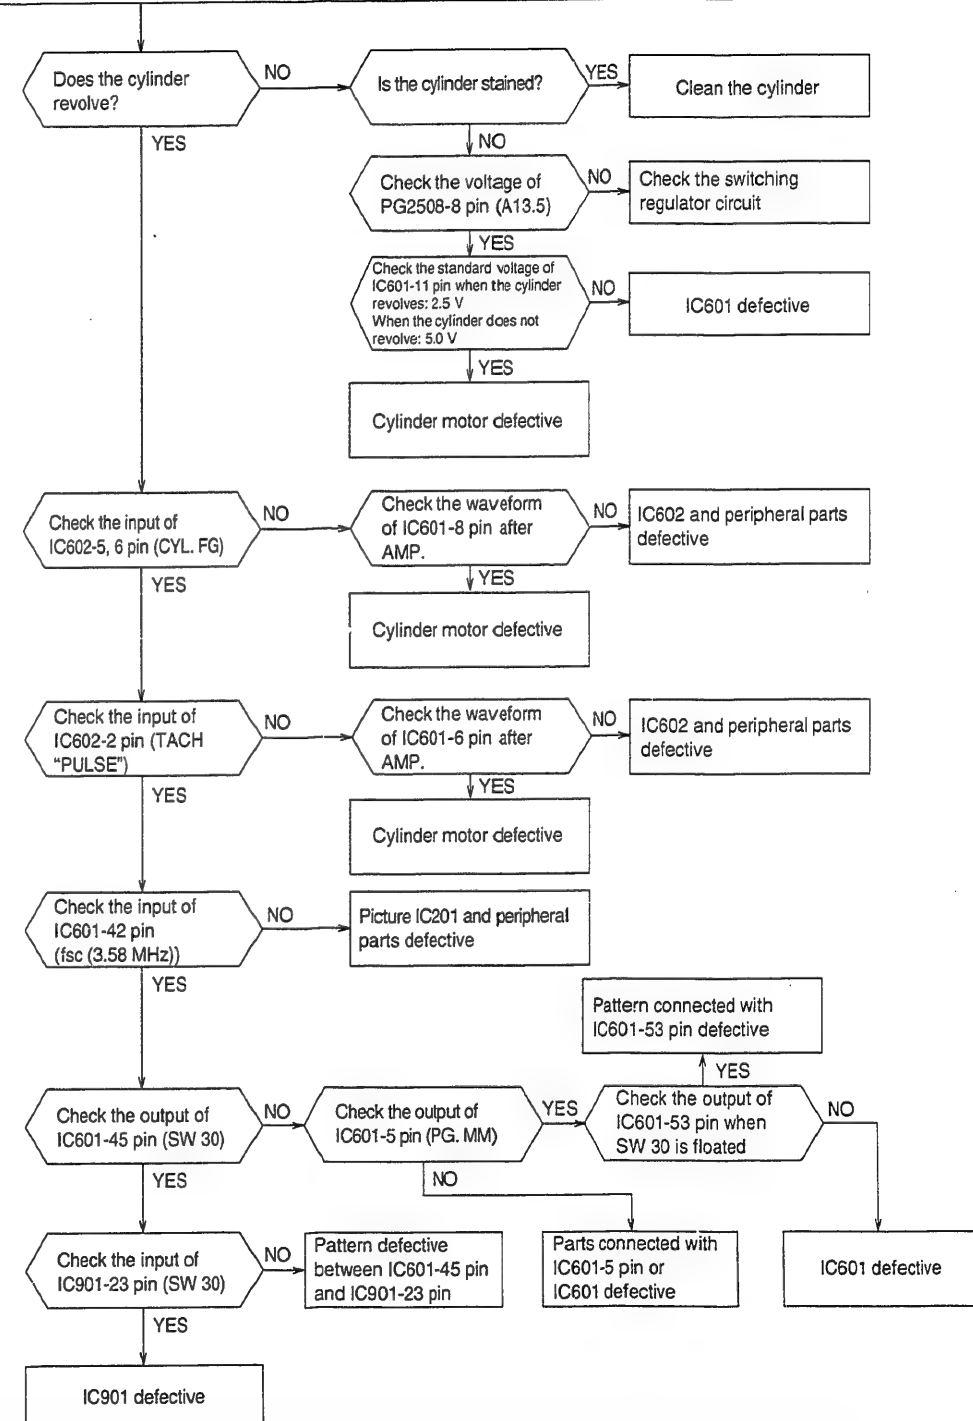 Does the cylinder
revolve?
NO
Is the cylinder stained?
YES
Clean the cylinder
YES
NO
Check the voltage of
PG2508-8 pin (A13.5)
NO
Check the switching
regulator circuit
YES
Check the standard voltage of
IC601-11 pin when the cylinder
revolves: 2.5 V
When the cylinder does not
revolve: 5.0 V
NO
IC601 defective
YES
Cylinder motor defective
Check the input of
IC602-5, 6 pin (CYL. FG)
NO
Check the waveform
of IC601-8 pin after
AMP.
NO
IC602 and peripheral parts
defective
YES
YES
Cylinder motor defective
Check the input of
IC602-2 pin (TACH
“PULSE”)
NO
Check the waveform
of IC601-6 pin after
AMP.
NO
IC602 and peripheral parts
defective
YES
YES
Cylinder motor defective
Check the input of
IC601-42 pin
(fsc (3.58 MHz))
NO
Picture IC201 and peripheral
parts defective
YES
Pattern connected with
IC601-53 pin defective
YES
Check the output of
IC601-45 pin (SW 30)
NO
Check the output of
IC601-5 pin (PG. MM)
YES
Check the output of
IC601-53 pin when
SW 30 is floated
NO
YES
NO
Check the input of
IC901-23 pin (SW 30)
NO
Pattern defective
between IC601-45 pin
and IC901-23 pin
Parts connected with
IC601-5 pin or
IC601 defective
IC601 defective
YES
IC901 defective